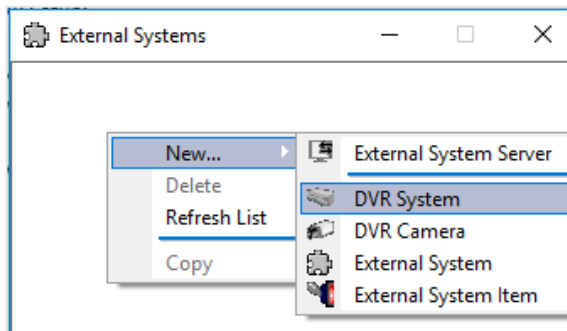 External Systems
New...
Delete
Refresh List
Copy
External System Server
DVR System
DVR Camera
External System
External System Item